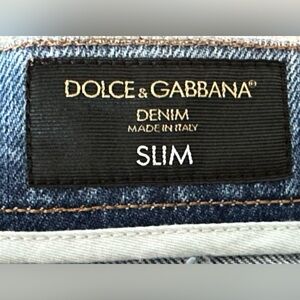 DOLCE & GABBANA®
DENIM
MADE IN ITALY
SLIM